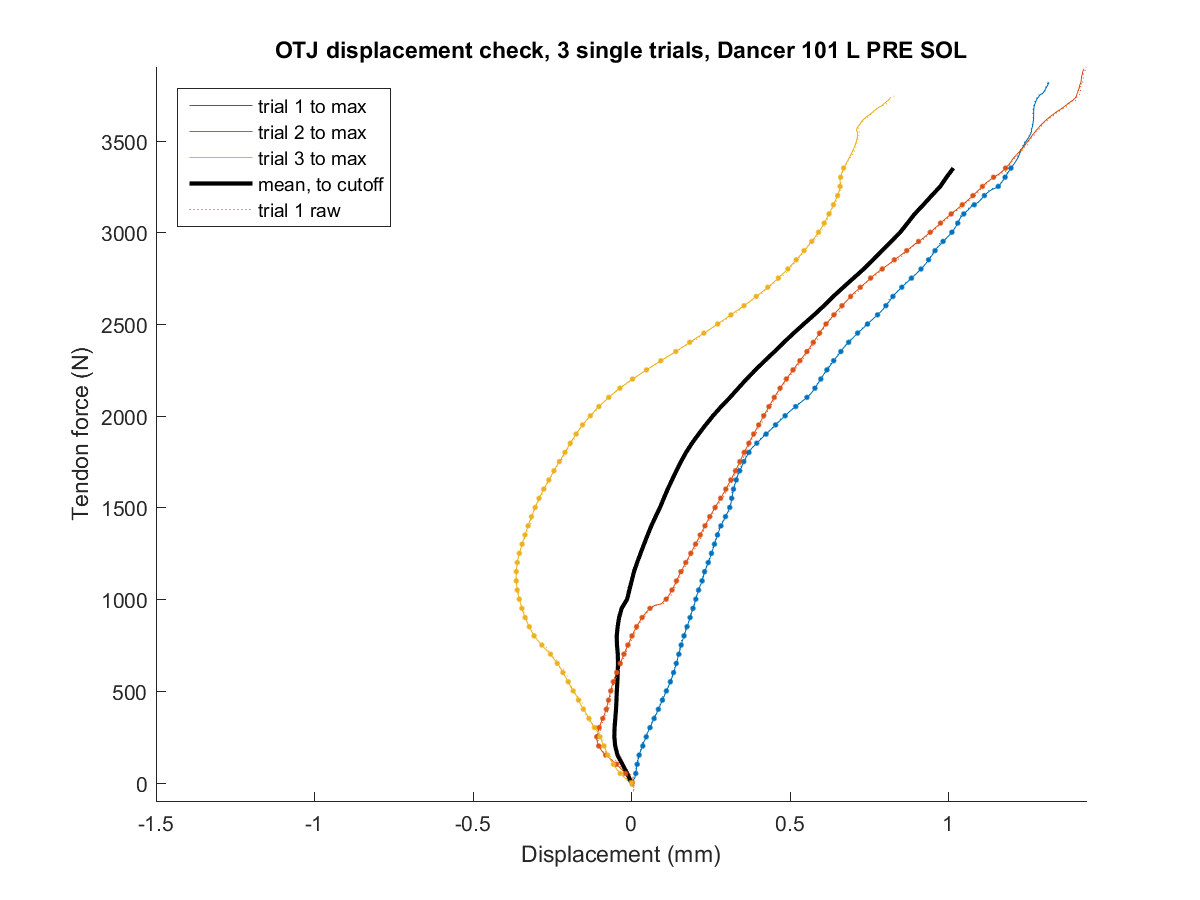 OTJ displacement check, 3 single trials, Dancer 101 L PRE SOL
trial 1 to max
trial 2 to max
trial 3 to max
mean, to cutoff
trial 1 raw
Tendon force (N)
3500
3000
2500
2000
1500
1000
500
0
-1.5 -1 -0.5 0 0.5 1
Displacement (mm)